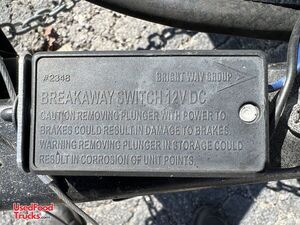 #2348
BRIGHT WAY GROUP
BREAKAWAY SWITCH 12V DC
CAUTION REMOVING PLUNGER WITH POWER TO
BRAKES COULD RESULT IN DAMAGE TO BRAKES.
WARNING REMOVING PLUNGER IN STORAGE COULD
RESULT IN CORROSION OF UNIT POINTS.
UsedFood
Trucks.com